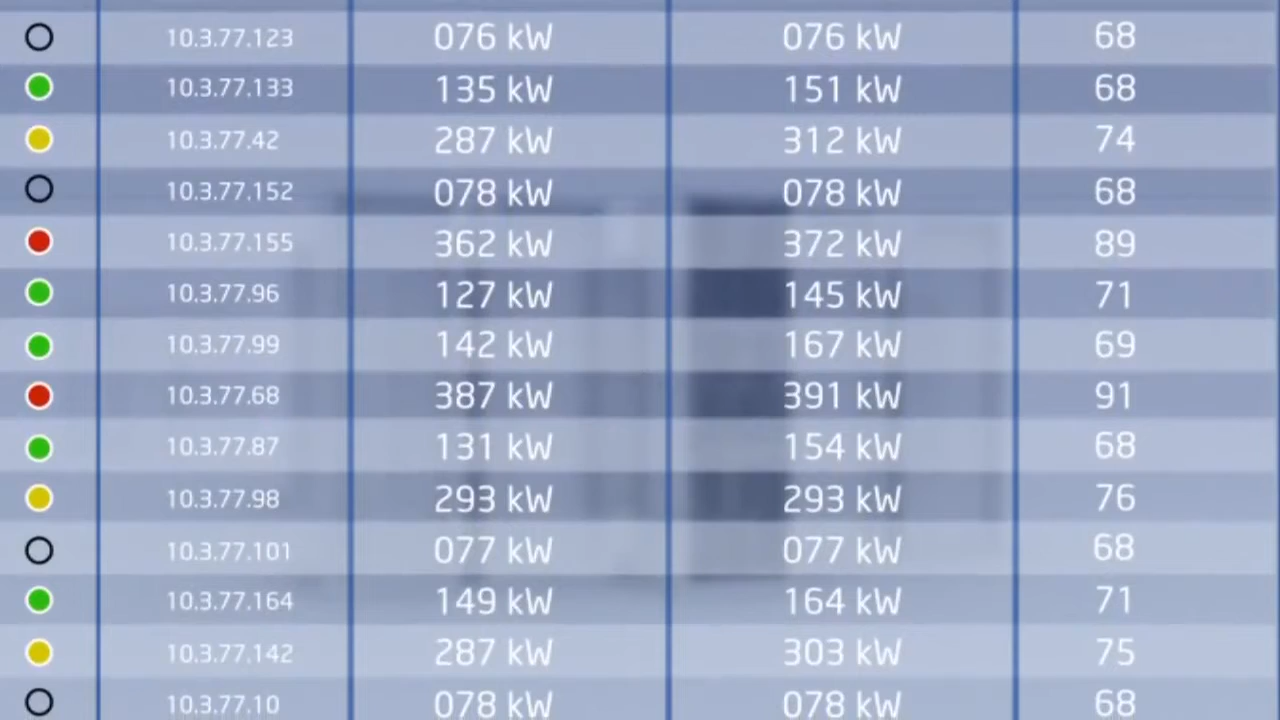 10.3.77.123 076 kW 076 kW 68
10.3.77.133 135 kW 151 kW 68
10.3.77.42 287 kW 312 kW 74
10.3.77.152 078 kW 078 kW 68
10.3.77.155 362 kW 372 kW 89
10.3.77.96 127 kW 145 kW 71
10.3.77.99 142 kW 167 kW 69
10.3.77.68 387 kW 391 kW 91
10.3.77.87 131 kW 154 kW 68
10.3.77.98 293 kW 293 kW 76
10.3.77.101 077 kW 077 kW 68
10.3.77.164 149 kW 164 kW 71
10.3.77.142 287 kW 303 kW 75
10.3.77.10 078 kW 078 kW 68